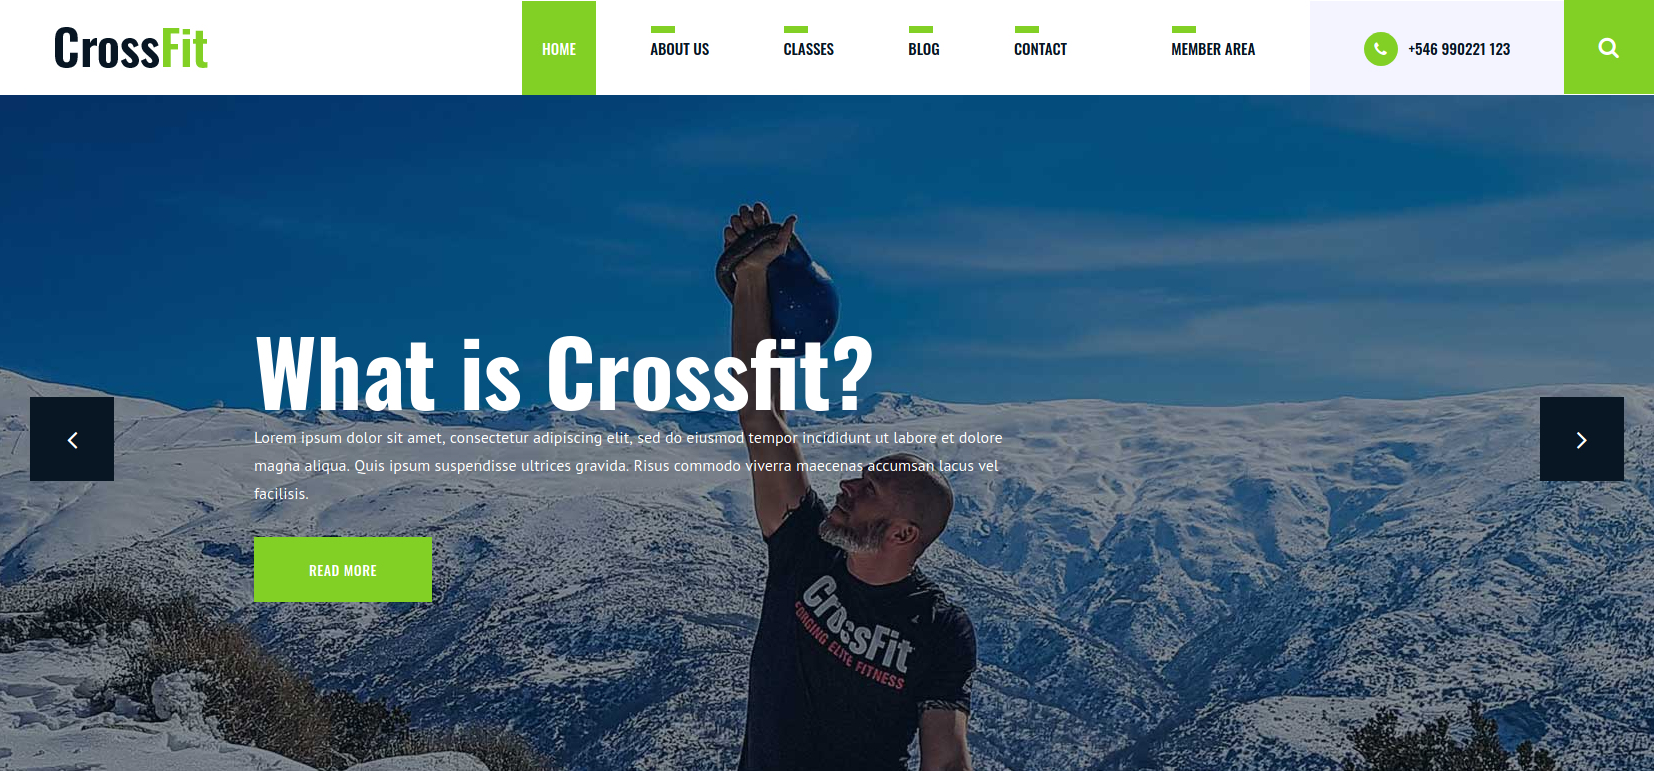 CrossFit
HOME
ABOUT US
CLASSES
BLOG
CONTACT
MEMBER AREA
+546 990221 123
What is Crossfit?
Lorem ipsum dolor sit amet, consectetur adipiscing elit, sed do eiusmod tempor incididunt ut labore et dolore
magna aliqua. Quis ipsum suspendisse ultrices gravida. Risus commodo viverra maecenas accumsan lacus vel
facilisis.
READ MORE
CrossFit
FORGING ELITE FITNESS